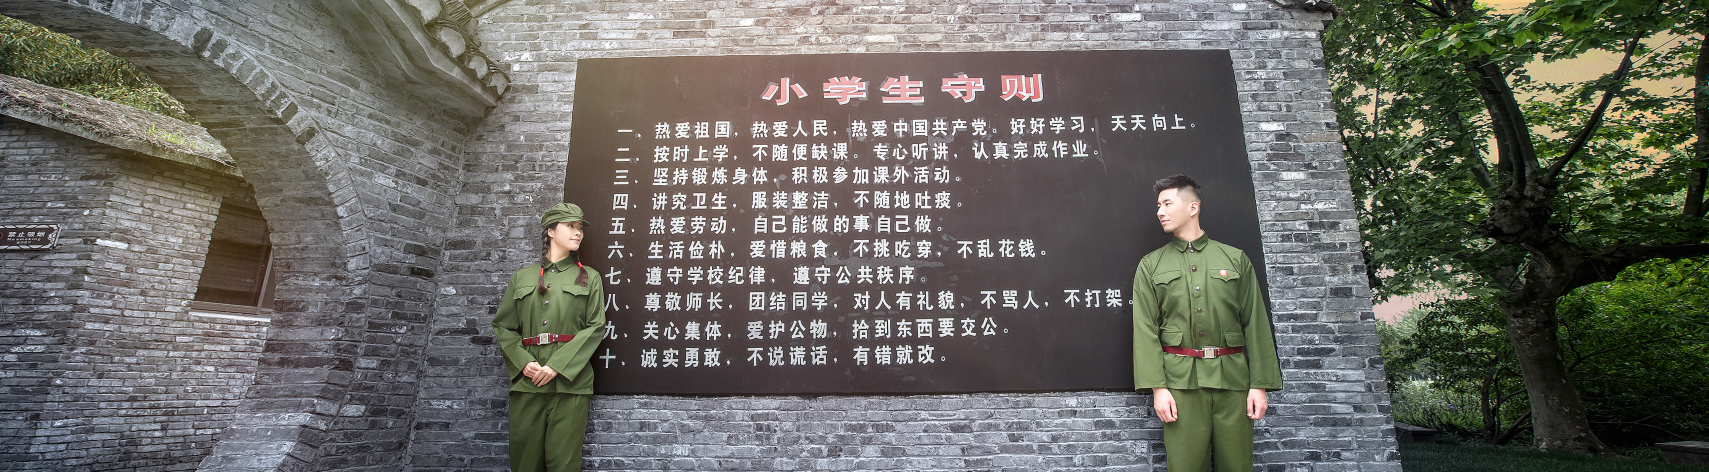 小学生守则
一、热爱祖国，热爱人民，热爱中国共产党。好好学习，天天向上。
二、按时上学，不随便缺课。专心听讲，认真完成作业。
三、坚持锻炼身体，积极参加课外活动。
四、讲究卫生，服装整洁，不随地吐痰。
五、热爱劳动，自己能做的事自己做。
六、生活俭朴，爱惜粮食，不挑吃穿，不乱花钱。
七、遵守学校纪律，遵守公共秩序。
八、尊敬师长，团结同学，对人有礼貌，不骂人，不打架。
九、关心集体，爱护公物，拾到东西要交公。
十、诚实勇敢，不说谎话，有错就改。
禁止吸烟
No smoking